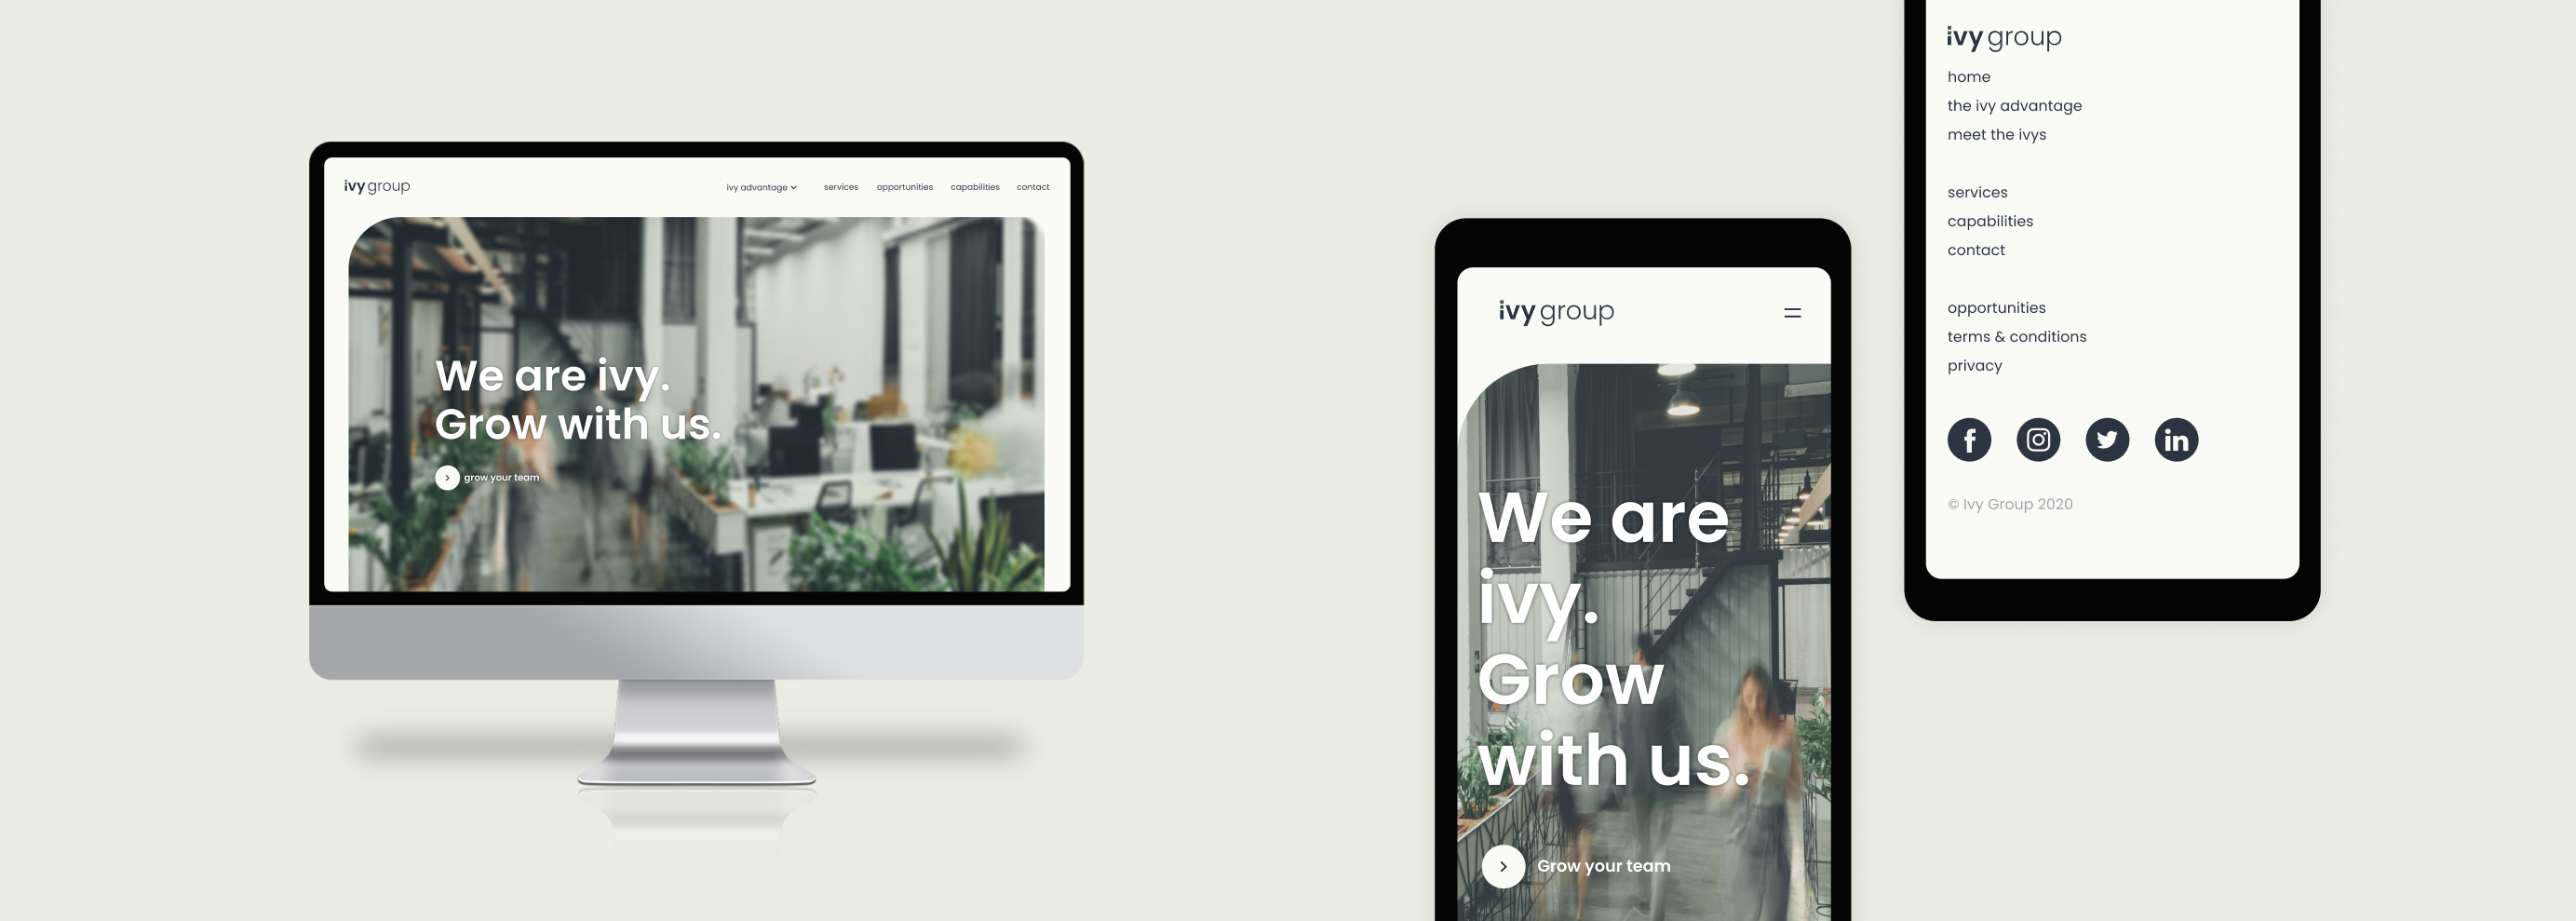 ivy group
ivy advantage services opportunities capabilities contact
We are ivy.
Grow with us.
grow your team
ivy group
We are
ivy.
Grow
with us.
Grow your team
ivy group
home
the ivy advantage
meet the ivys
services
capabilities
contact
opportunities
terms & conditions
privacy
© Ivy Group 2020